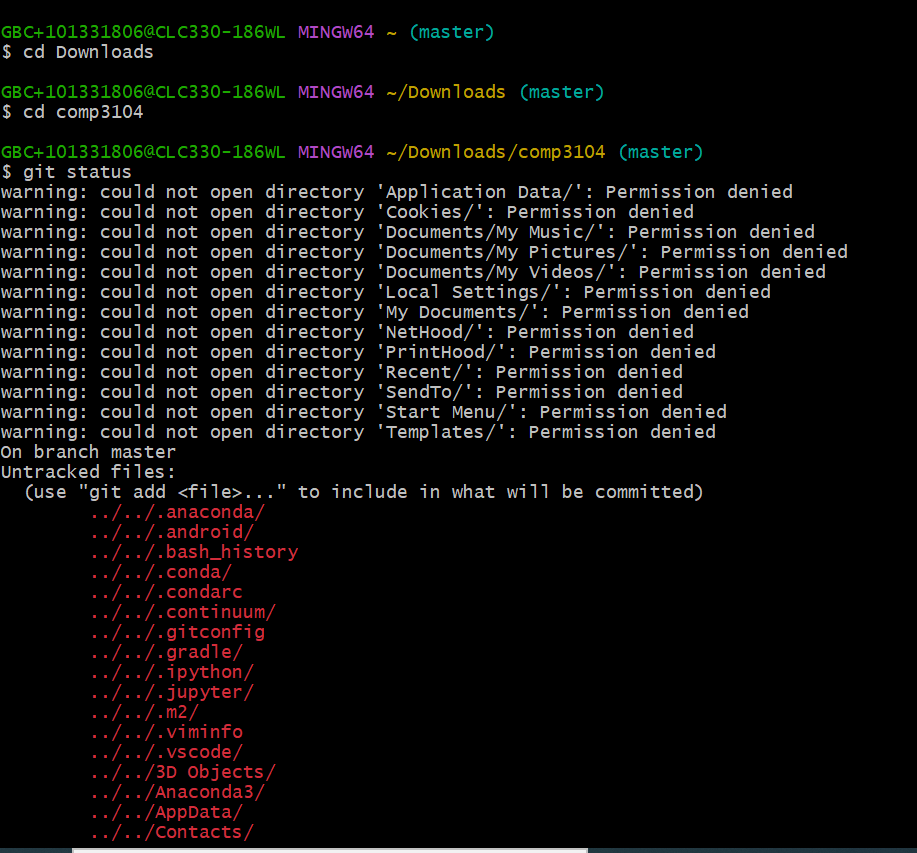 GBC+101331806@CLC330-186WL MINGW64 ~ (master)
$ cd Downloads
GBC+101331806@CLC330-186WL MINGW64 ~/Downloads (master)
$ cd comp3104
GBC+101331806@CLC330-186WL MINGW64 ~/Downloads/comp3104 (master)
$ git status
warning: could not open directory 'Application Data/': Permission denied
warning: could not open directory 'Cookies/': Permission denied
warning: could not open directory 'Documents/My Music/': Permission denied
warning: could not open directory 'Documents/My Pictures/': Permission denied
warning: could not open directory 'Documents/My Videos/': Permission denied
warning: could not open directory 'Local Settings/': Permission denied
warning: could not open directory 'My Documents/': Permission denied
warning: could not open directory 'NetHood/': Permission denied
warning: could not open directory 'PrintHood/': Permission denied
warning: could not open directory 'Recent/': Permission denied
warning: could not open directory 'SendTo/': Permission denied
warning: could not open directory 'Start Menu/': Permission denied
warning: could not open directory 'Templates/': Permission denied
On branch master
Untracked files:
  (use "git add <file>..." to include in what will be committed)
        ../../.anaconda/
        ../../.android/
        ../../.bash_history
        ../../.conda/
        ../../.condarc
        ../../.continuum/
        ../../.gitconfig
        ../../.gradle/
        ../../.ipython/
        ../../.jupyter/
        ../../.m2/
        ../../.viminfo
        ../../.vscode/
        ../../3D Objects/
        ../../Anaconda3/
        ../../AppData/
        ../../Contacts/